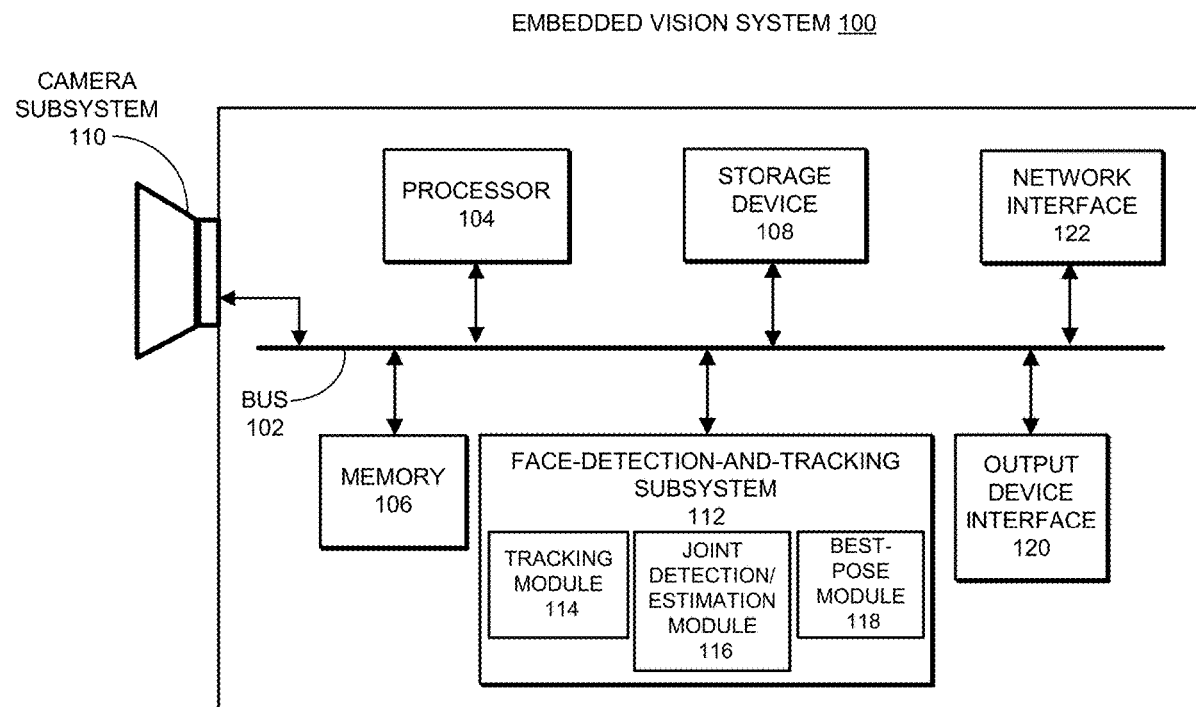 EMBEDDED VISION SYSTEM 100
CAMERA
SUBSYSTEM
110
PROCESSOR
104
STORAGE
DEVICE
108
NETWORK
INTERFACE
122
BUS
102
MEMORY
106
FACE-DETECTION-AND-TRACKING
SUBSYSTEM
112
TRACKING
MODULE
114
JOINT
DETECTION/
ESTIMATION
MODULE
116
BEST-
POSE
MODULE
118
OUTPUT
DEVICE
INTERFACE
120